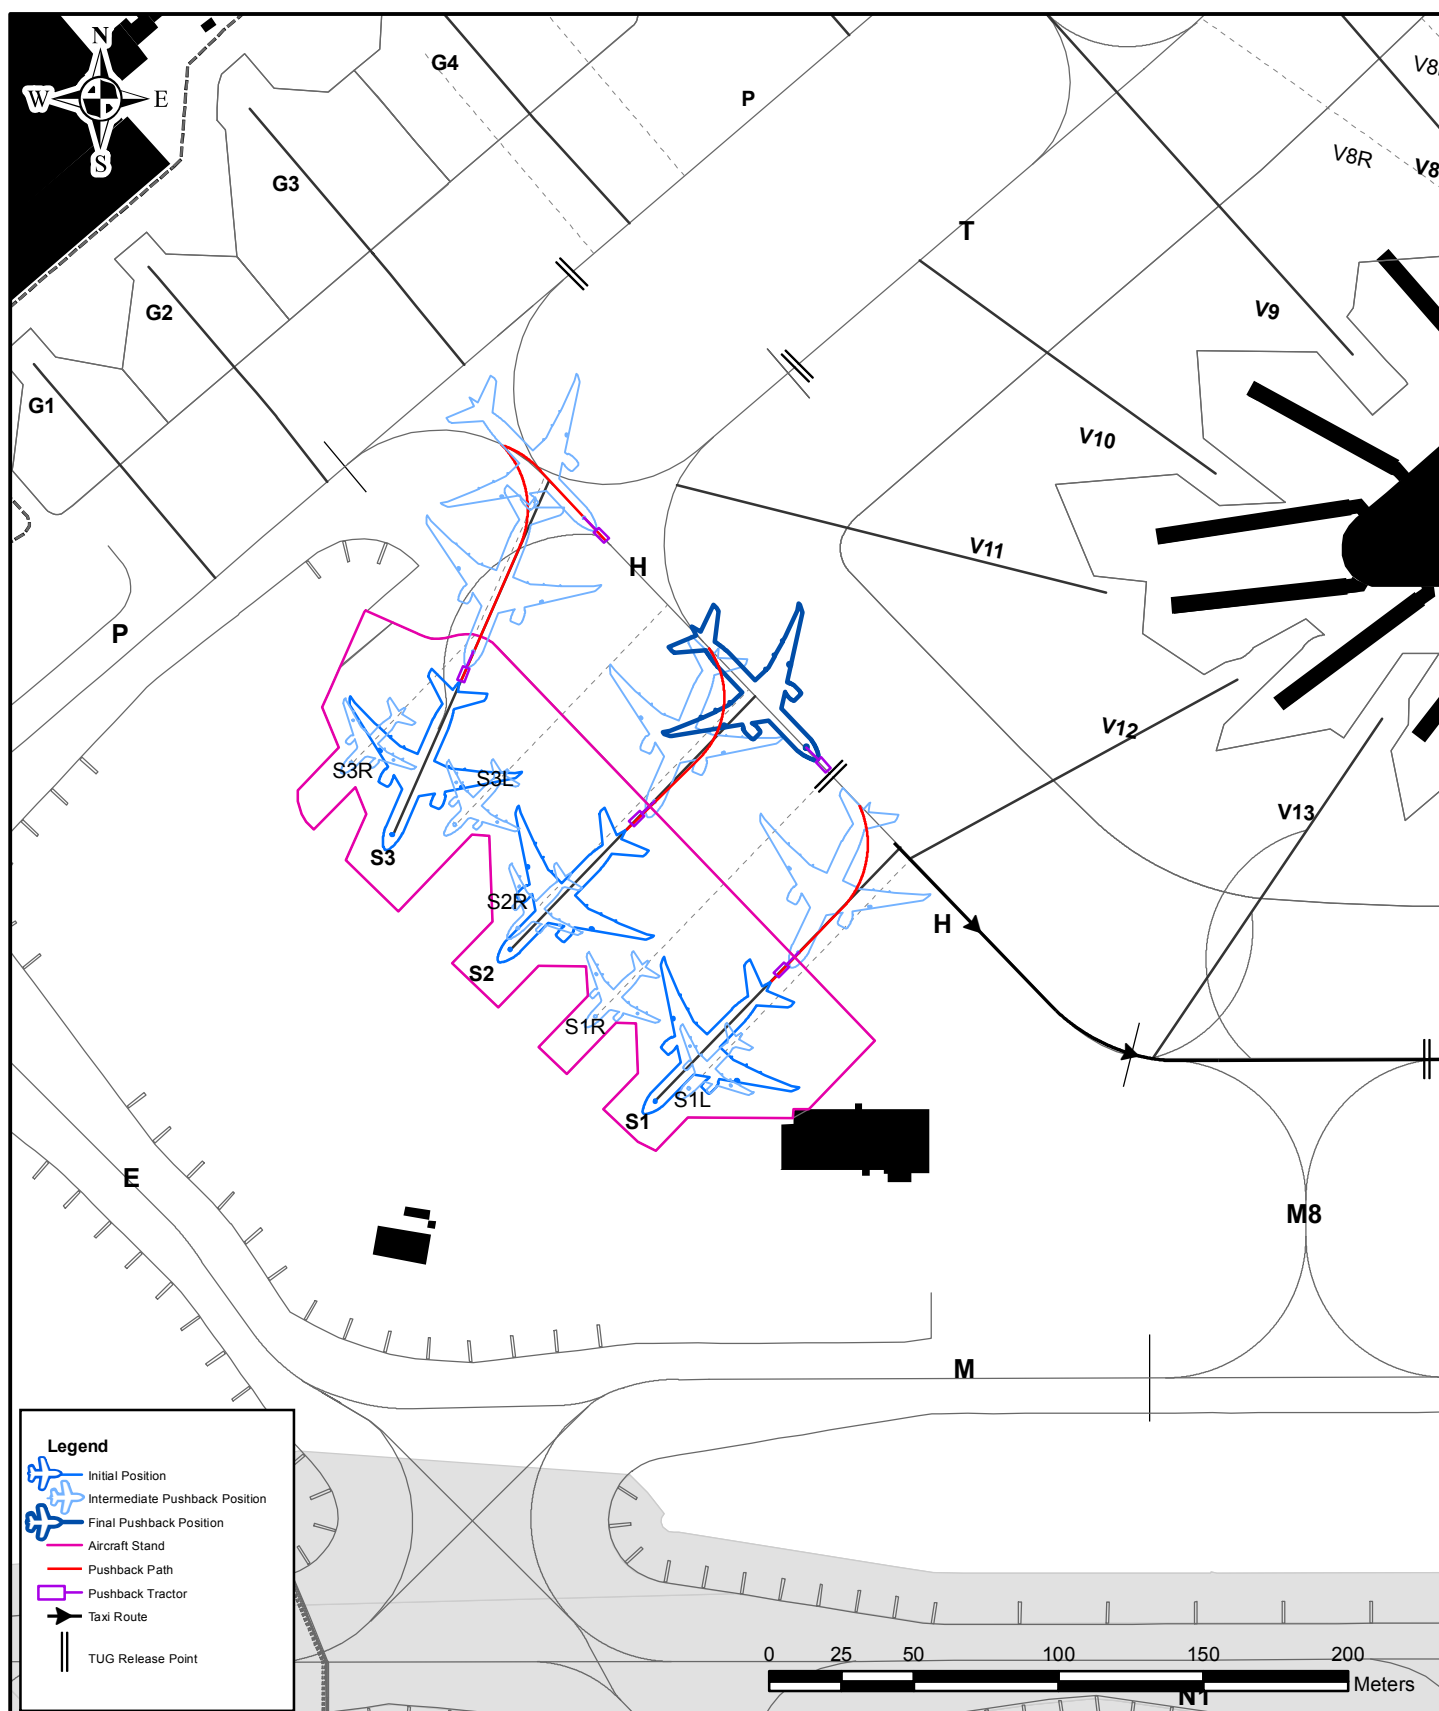 N
W
E
S
G4
P
V8R
V8
T
G3
G2
V9
G1
V10
H
V11
P
V12
S3R
S3L
V13
S3
S2R
H
S2
S1R
S1L
S1
E
M8
M
Legend
Initial Position
Intermediate Pushback Position
Final Pushback Position
Aircraft Stand
Pushback Path
Pushback Tractor
Taxi Route
TUG Release Point
0 25 50 100 150 200
Meters
N1